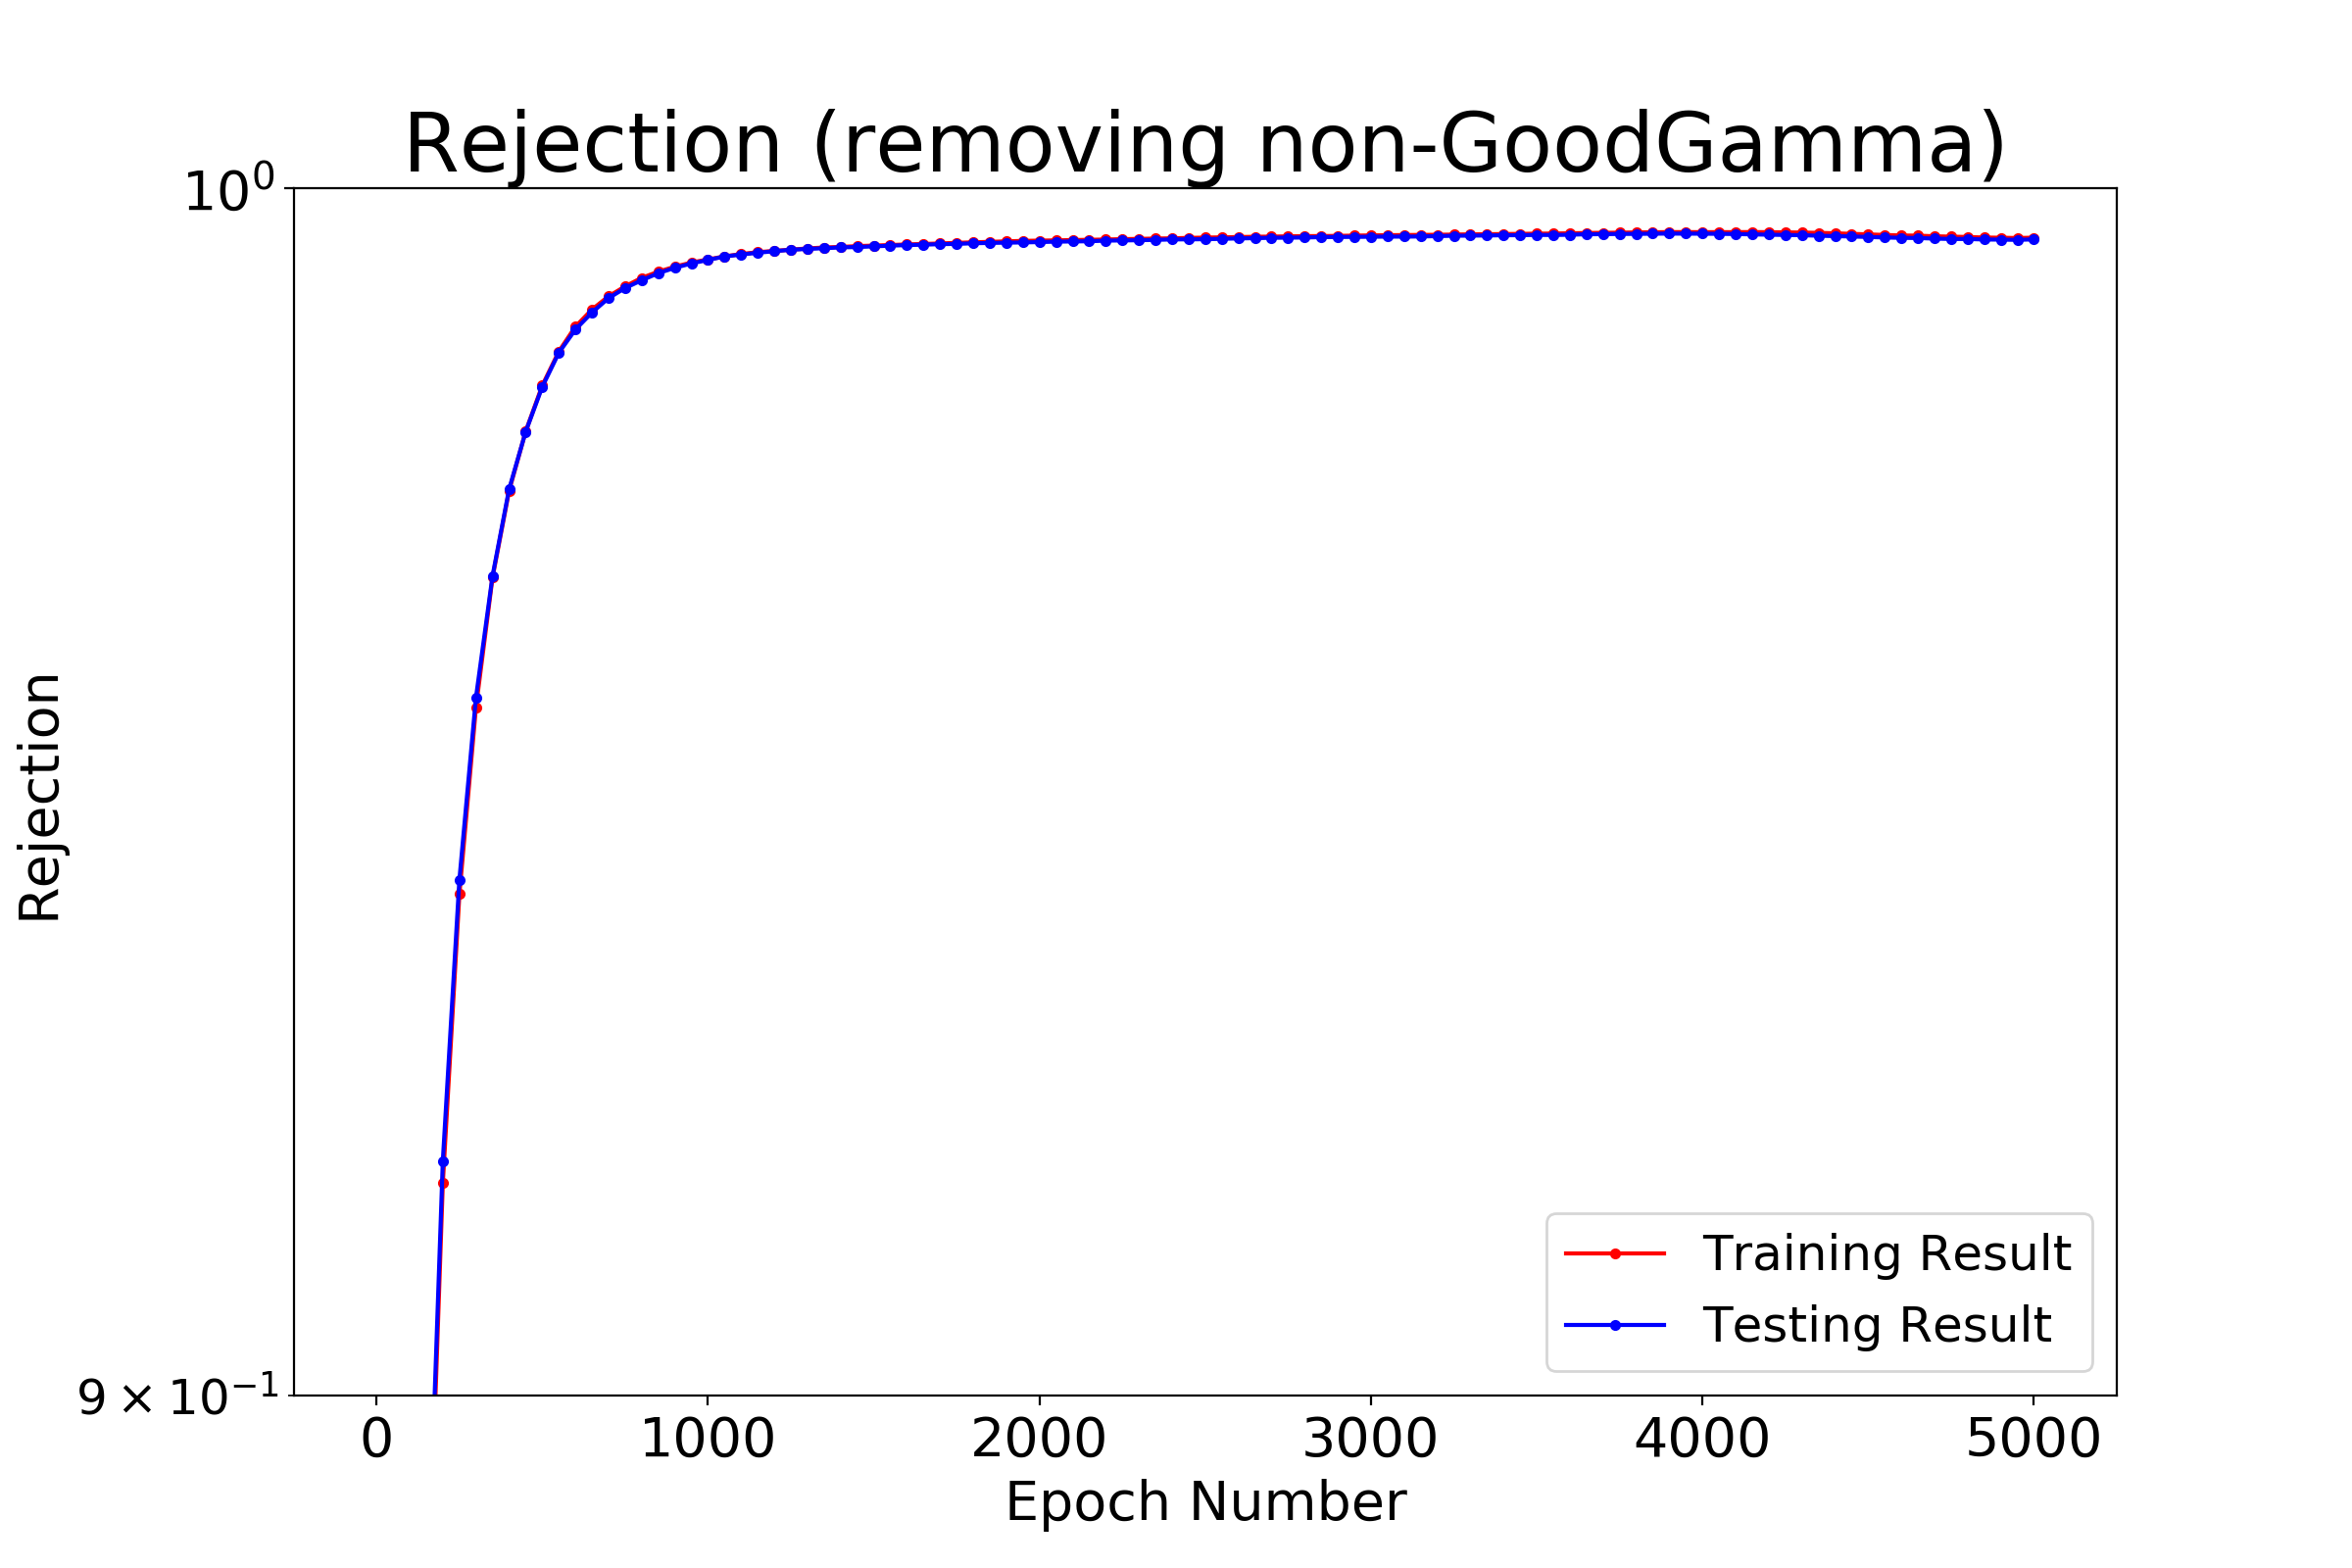 Rejection (removing non-GoodGamma)
10⁰
Rejection
9 × 10⁻¹
Training Result
Testing Result
0 1000 2000 3000 4000 5000
Epoch Number